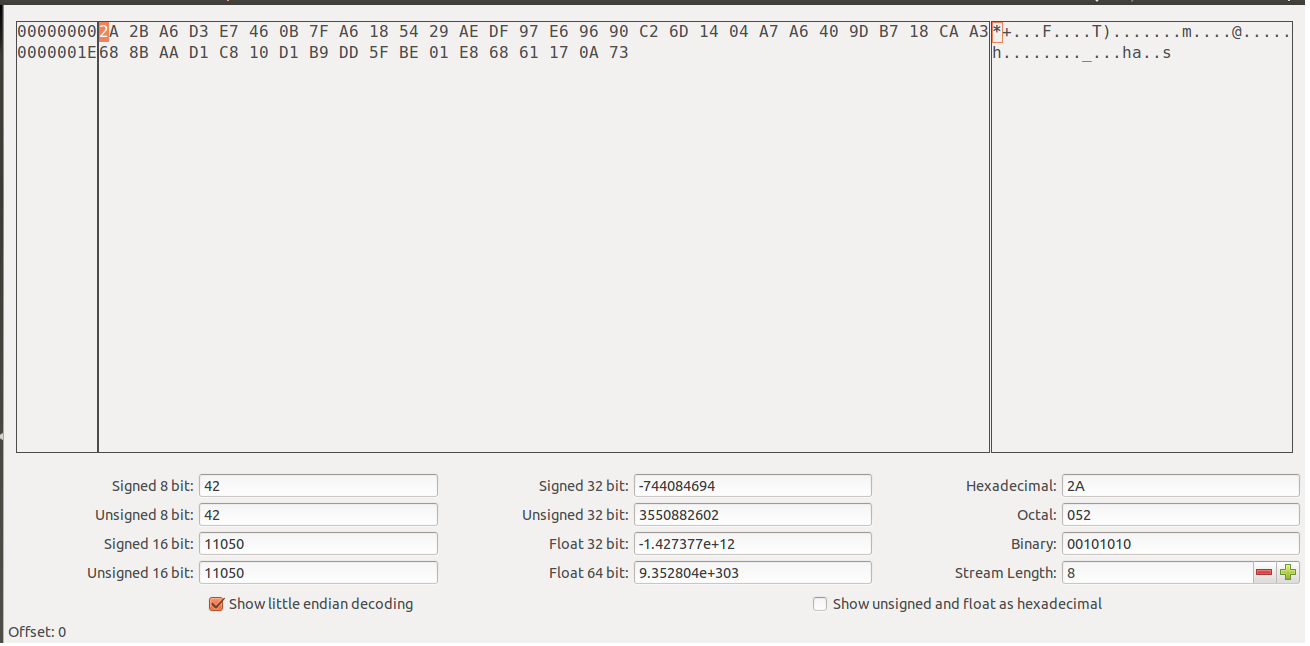 00000000 2A 2B A6 D3 E7 46 0B 7F A6 18 54 29 AE DF 97 E6 96 90 C2 6D 14 04 A7 A6 40 9D B7 18 CA A3 *+...F....T).......m....@.....
0000001E 68 8B AA D1 C8 10 D1 B9 DD 5F BE 01 E8 68 61 17 0A 73 h........_...ha..s
Signed 8 bit: 42 Signed 32 bit: -744084694 Hexadecimal: 2A
Unsigned 8 bit: 42 Unsigned 32 bit: 3550882602 Octal: 052
Signed 16 bit: 11050 Float 32 bit: -1.427377e+12 Binary: 00101010
Unsigned 16 bit: 11050 Float 64 bit: 9.352804e+303 Stream Length: 8
Show little endian decoding Show unsigned and float as hexadecimal
Offset: 0